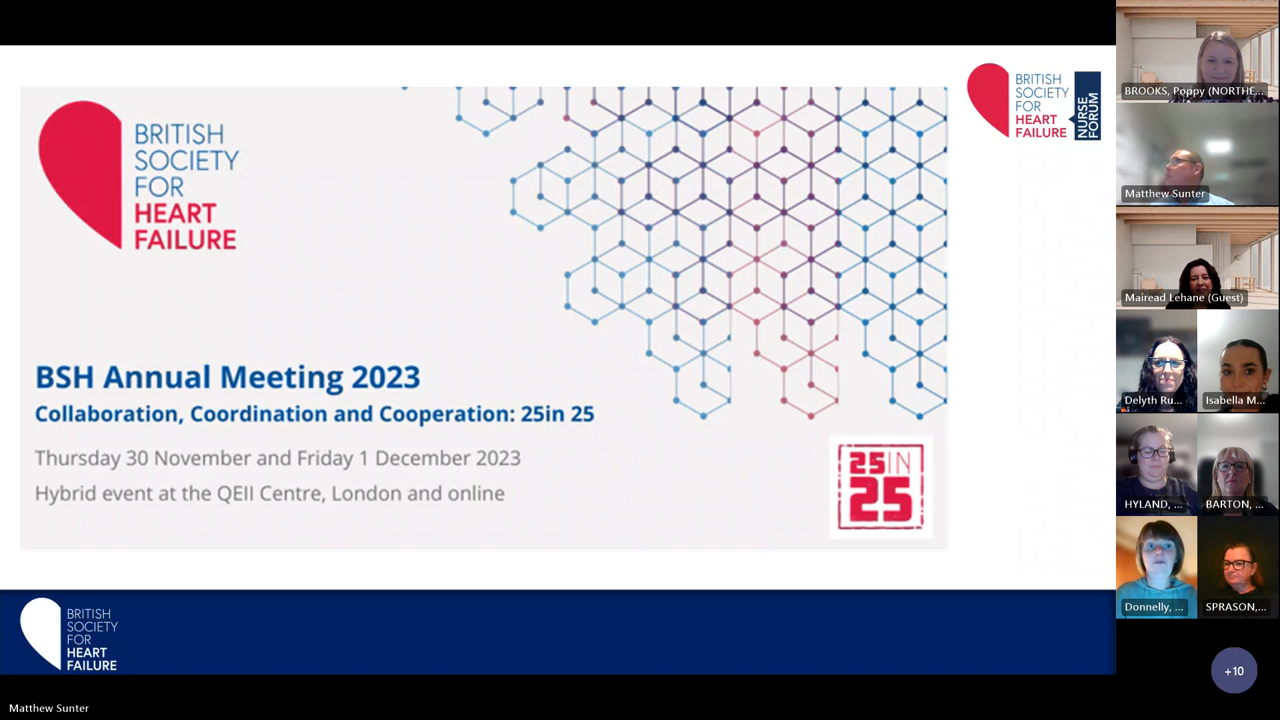 BRITISH
SOCIETY
FOR
HEART
FAILURE
BSH Annual Meeting 2023
Collaboration, Coordination and Cooperation: 25in 25
Thursday 30 November and Friday 1 December 2023
Hybrid event at the QEII Centre, London and online
25IN
25
BRITISH
SOCIETY
FOR
HEART
FAILURE
NURSE
FORUM
BRITISH
SOCIETY
FOR
HEART
FAILURE
Matthew Sunter
BROOKS, Poppy (NORTHE...
Matthew Sunter
Mairead Lehane (Guest)
Delyth Ru...
Isabella M...
HYLAND, ...
BARTON, ...
Donnelly, ...
SPRASON,...
+10